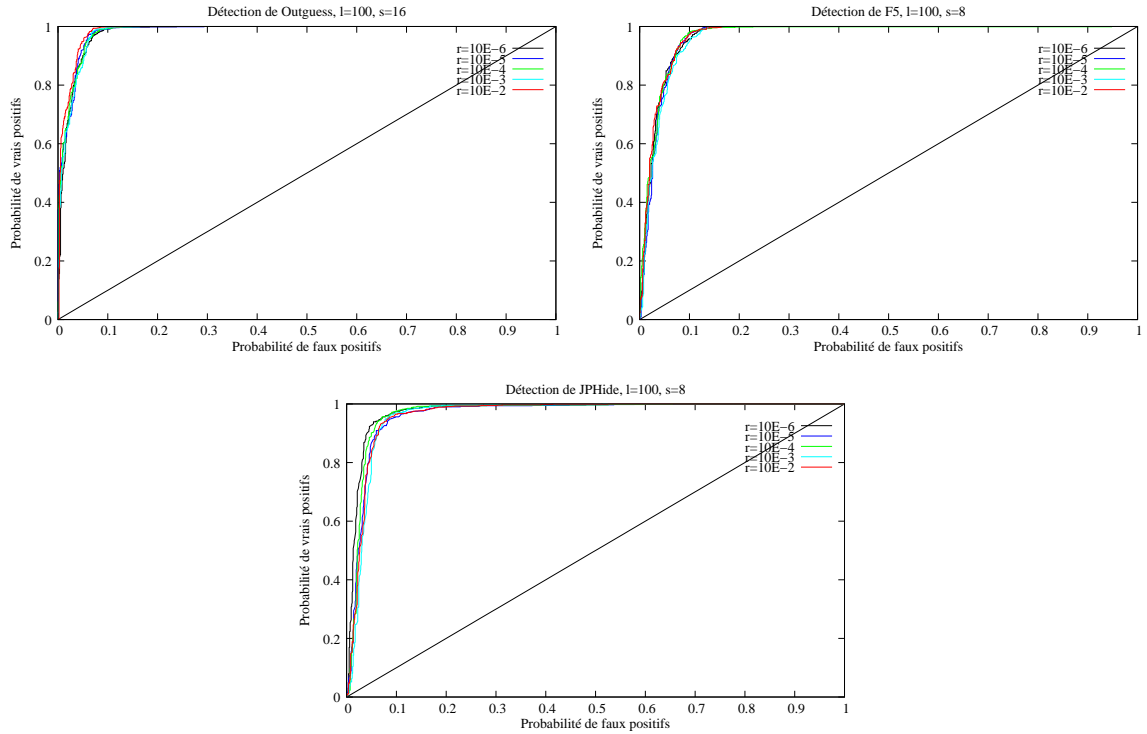 Détection de Outguess, l=100, s=16
1
0.8
0.6
0.4
0.2
0
Probabilité de vrais positifs
r=10E−6
r=10E−5
r=10E−4
r=10E−3
r=10E−2
0 0.1 0.2 0.3 0.4 0.5 0.6 0.7 0.8 0.9 1
Probabilité de faux positifs
Détection de F5, l=100, s=8
1
0.8
0.6
0.4
0.2
0
Probabilité de vrais positifs
r=10E−6
r=10E−5
r=10E−4
r=10E−3
r=10E−2
0 0.1 0.2 0.3 0.4 0.5 0.6 0.7 0.8 0.9 1
Probabilité de faux positifs
Détection de JPHide, l=100, s=8
1
0.8
0.6
0.4
0.2
0
Probabilité de vrais positifs
r=10E−6
r=10E−5
r=10E−4
r=10E−3
r=10E−2
0 0.1 0.2 0.3 0.4 0.5 0.6 0.7 0.8 0.9 1
Probabilité de faux positifs